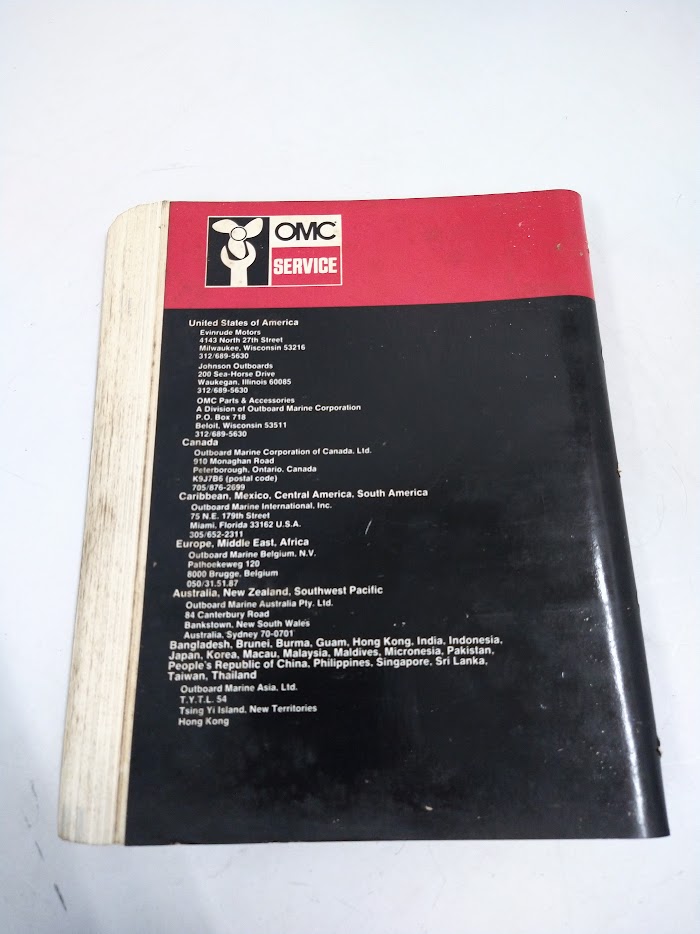 OMC
SERVICE
United States of America
Evinrude Motors
4143 North 27th Street
Milwaukee, Wisconsin 53216
312/689-5630
Johnson Outboards
200 Sea-Horse Drive
Waukegan, Illinois 60085
312/689-5630
OMC Parts & Accessories
A Division of Outboard Marine Corporation
P.O. Box 718
Beloit, Wisconsin 53511
312/689-5630
Canada
Outboard Marine Corporation of Canada, Ltd.
910 Monaghan Road
Peterborough, Ontario, Canada
K9J7B6 (postal code)
705/876-2699
Caribbean, Mexico, Central America, South America
Outboard Marine International, Inc.
75 N.E. 179th Street
Miami, Florida 33162 U.S.A.
305/652-2311
Europe, Middle East, Africa
Outboard Marine Belgium, N.V.
Pathoekeweg 120
8000 Brugge, Belgium
050/31.51.87
Australia, New Zealand, Southwest Pacific
Outboard Marine Australia Pty. Ltd.
84 Canterbury Road
Bankstown, New South Wales
Australia, Sydney 70-0701
Bangladesh, Brunei, Burma, Guam, Hong Kong, India, Indonesia,
Japan, Korea, Macau, Malaysia, Maldives, Micronesia, Pakistan,
People's Republic of China, Philippines, Singapore, Sri Lanka,
Taiwan, Thailand
Outboard Marine Asia, Ltd.
T.Y.T.L. 54
Tsing Yi Island, New Territories
Hong Kong